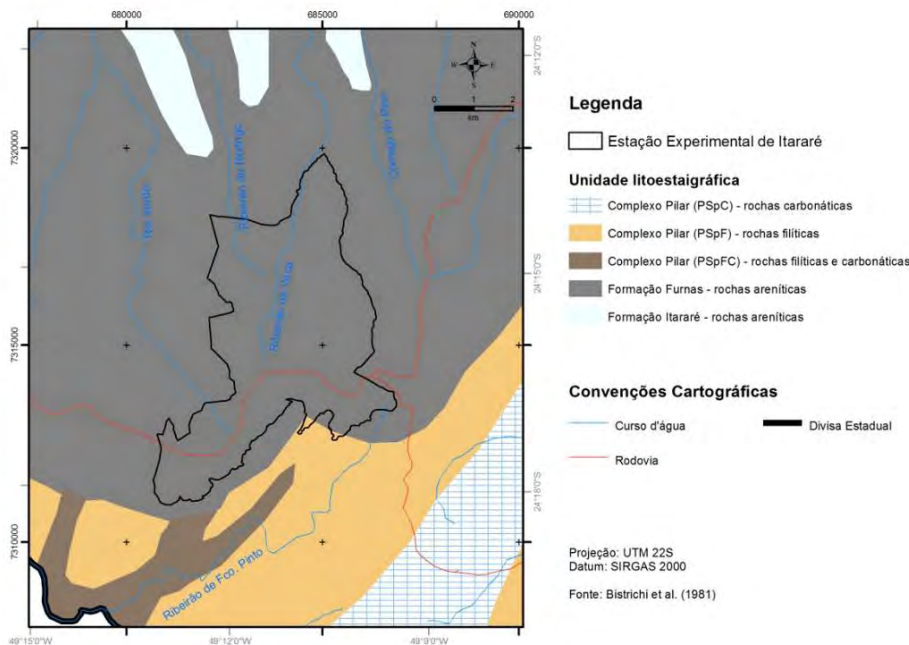 680000
685000
690000
24°12'0"S
N
W E
S
0 1 2
km
7320000
Ribeirão da Vaca
24°15'0"S
7315000
24°18'0"S
7310000
Ribeirão de Fco. Pinto
49°15'0"W
49°12'0"W
49°9'0"W
Legenda
Estação Experimental de Itararé
Unidade litoestaigráfica
Complexo Pilar (PSpC) - rochas carbonáticas
Complexo Pilar (PSpF) - rochas filíticas
Complexo Pilar (PSpFC) - rochas filíticas e carbonáticas
Formação Furnas - rochas areníticas
Formação Itararé - rochas areníticas
Convenções Cartográficas
Curso d'água
Divisa Estadual
Rodovia
Projeção: UTM 22S
Datum: SIRGAS 2000
Fonte: Bistrichi et al. (1981)